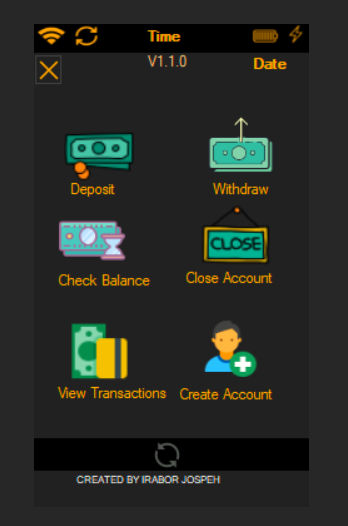 Time
V1.1.0
Date
Deposit
Withdraw
CLOSE
Check Balance
Close Account
View Transactions
Create Account
CREATED BY IRABOR JOSPEH